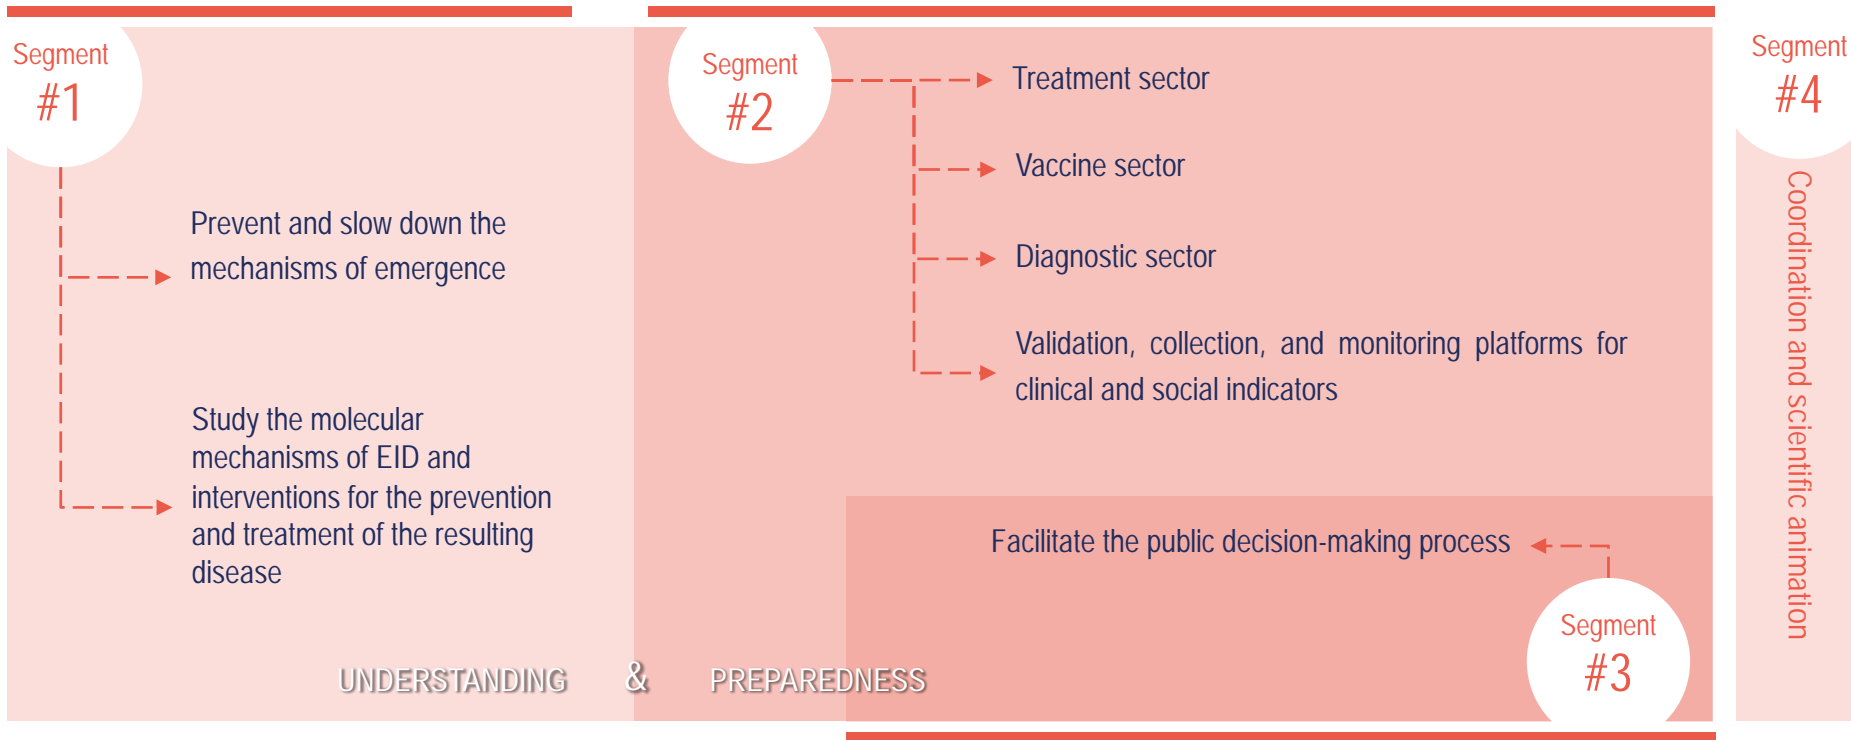 Segment
#1
Prevent and slow down the
mechanisms of emergence
Study the molecular
mechanisms of EID and
interventions for the prevention
and treatment of the resulting
disease
Segment
#2
Treatment sector
Vaccine sector
Diagnostic sector
Validation, collection, and monitoring platforms for
clinical and social indicators
Facilitate the public decision-making process
Segment
#3
UNDERSTANDING & PREPAREDNESS
Segment
#4
Coordination and scientific animation